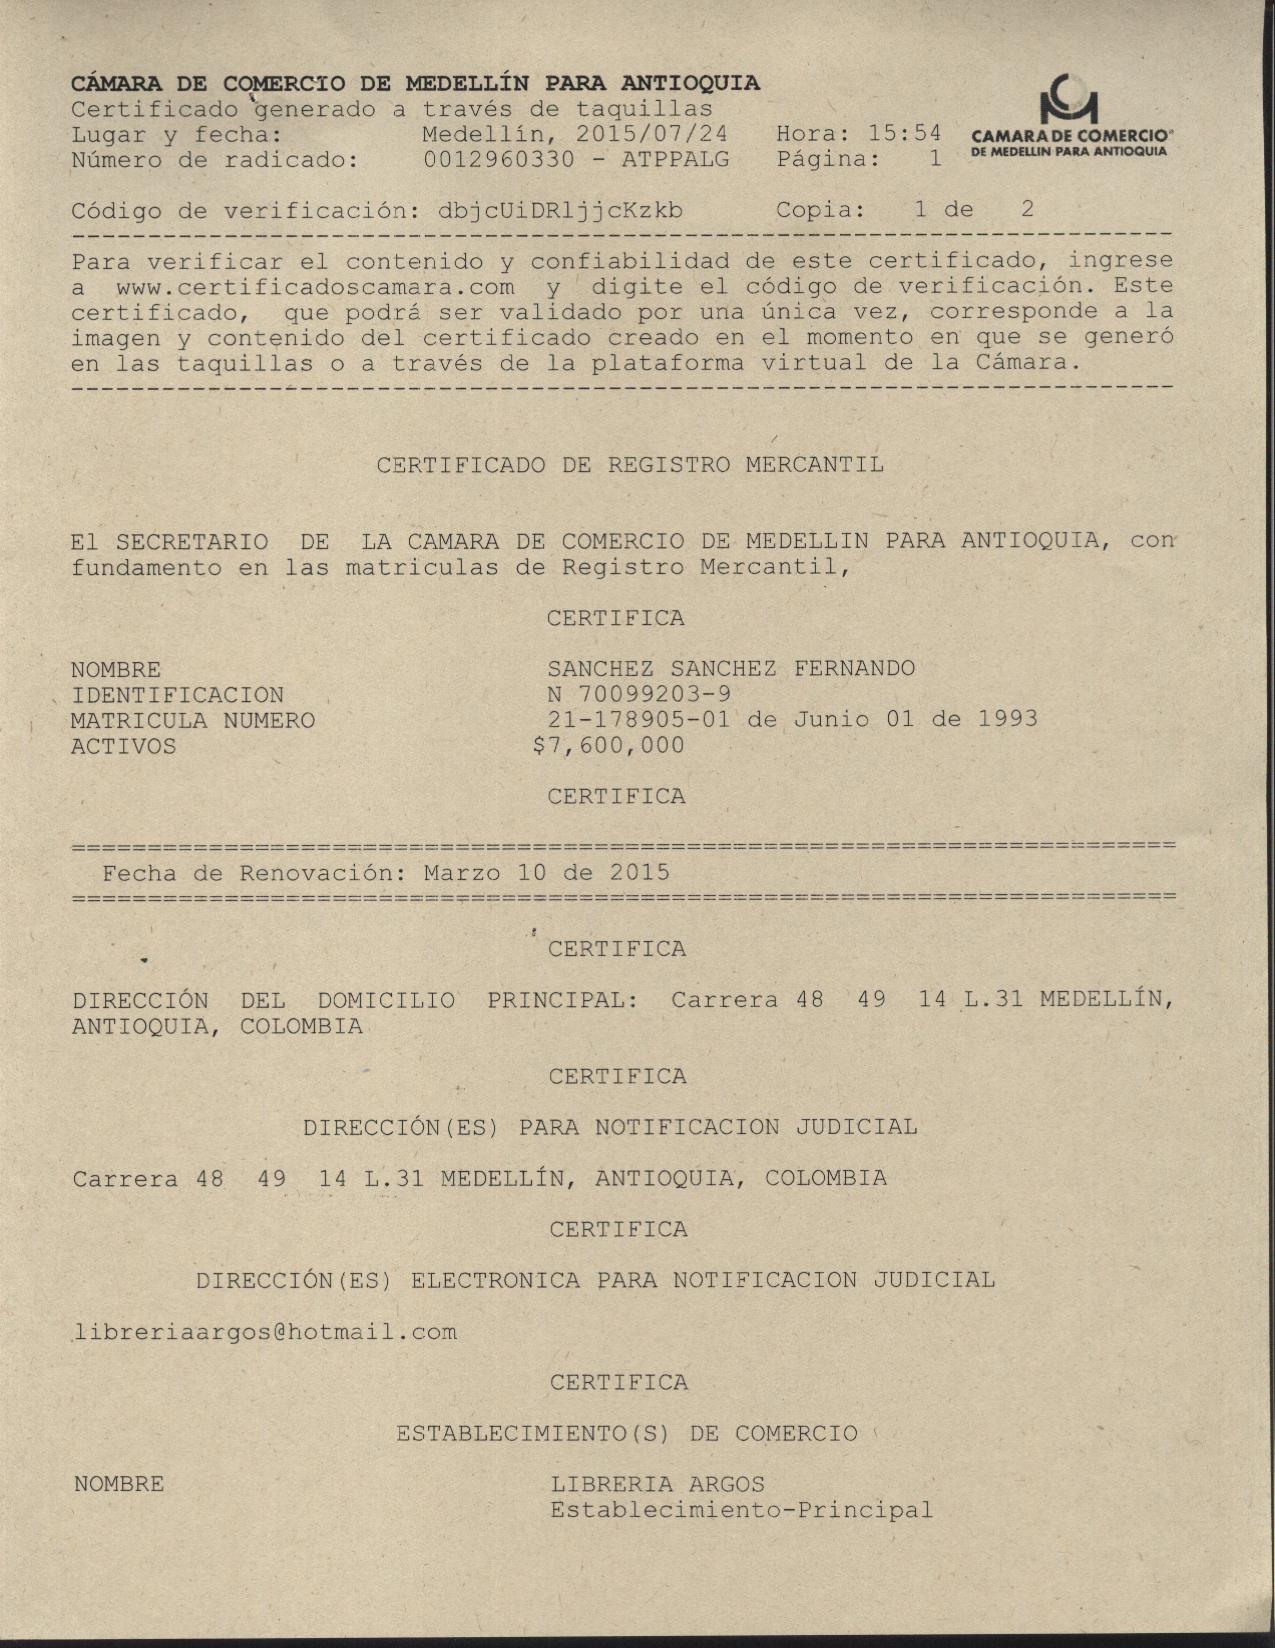 CÁMARA DE COMERCIO DE MEDELLÍN PARA ANTIOQUIA
Certificado generado a través de taquillas
Lugar y fecha: Medellín, 2015/07/24 Hora: 15:54
Número de radicado: 0012960330 - ATPPALG Página: 1
CAMARA DE COMERCIO
DE MEDELLIN PARA ANTIOQUIA
Código de verificación: dbjcUiDRljjcKzkb Copia: 1 de 2
Para verificar el contenido y confiabilidad de este certificado, ingrese
a www.certificadoscamara.com y digite el código de verificación. Este
certificado, que podrá ser validado por una única vez, corresponde a la
imagen y contenido del certificado creado en el momento en que se generó
en las taquillas o a través de la plataforma virtual de la Cámara.
CERTIFICADO DE REGISTRO MERCANTIL
El SECRETARIO DE LA CAMARA DE COMERCIO DE MEDELLIN PARA ANTIOQUIA, con
fundamento en las matriculas de Registro Mercantil,
CERTIFICA
NOMBRE SANCHEZ SANCHEZ FERNANDO
IDENTIFICACION N 70099203-9
MATRICULA NUMERO 21-178905-01 de Junio 01 de 1993
ACTIVOS $7,600,000
CERTIFICA
Fecha de Renovación: Marzo 10 de 2015
CERTIFICA
DIRECCIÓN DEL DOMICILIO PRINCIPAL: Carrera 48 49 14 L.31 MEDELLÍN,
ANTIOQUIA, COLOMBIA
CERTIFICA
DIRECCIÓN(ES) PARA NOTIFICACION JUDICIAL
Carrera 48 49 14 L.31 MEDELLÍN, ANTIOQUIA, COLOMBIA
CERTIFICA
DIRECCIÓN(ES) ELECTRONICA PARA NOTIFICACION JUDICIAL
libreriaargos@hotmail.com
CERTIFICA
ESTABLECIMIENTO(S) DE COMERCIO
NOMBRE LIBRERIA ARGOS
Establecimiento-Principal